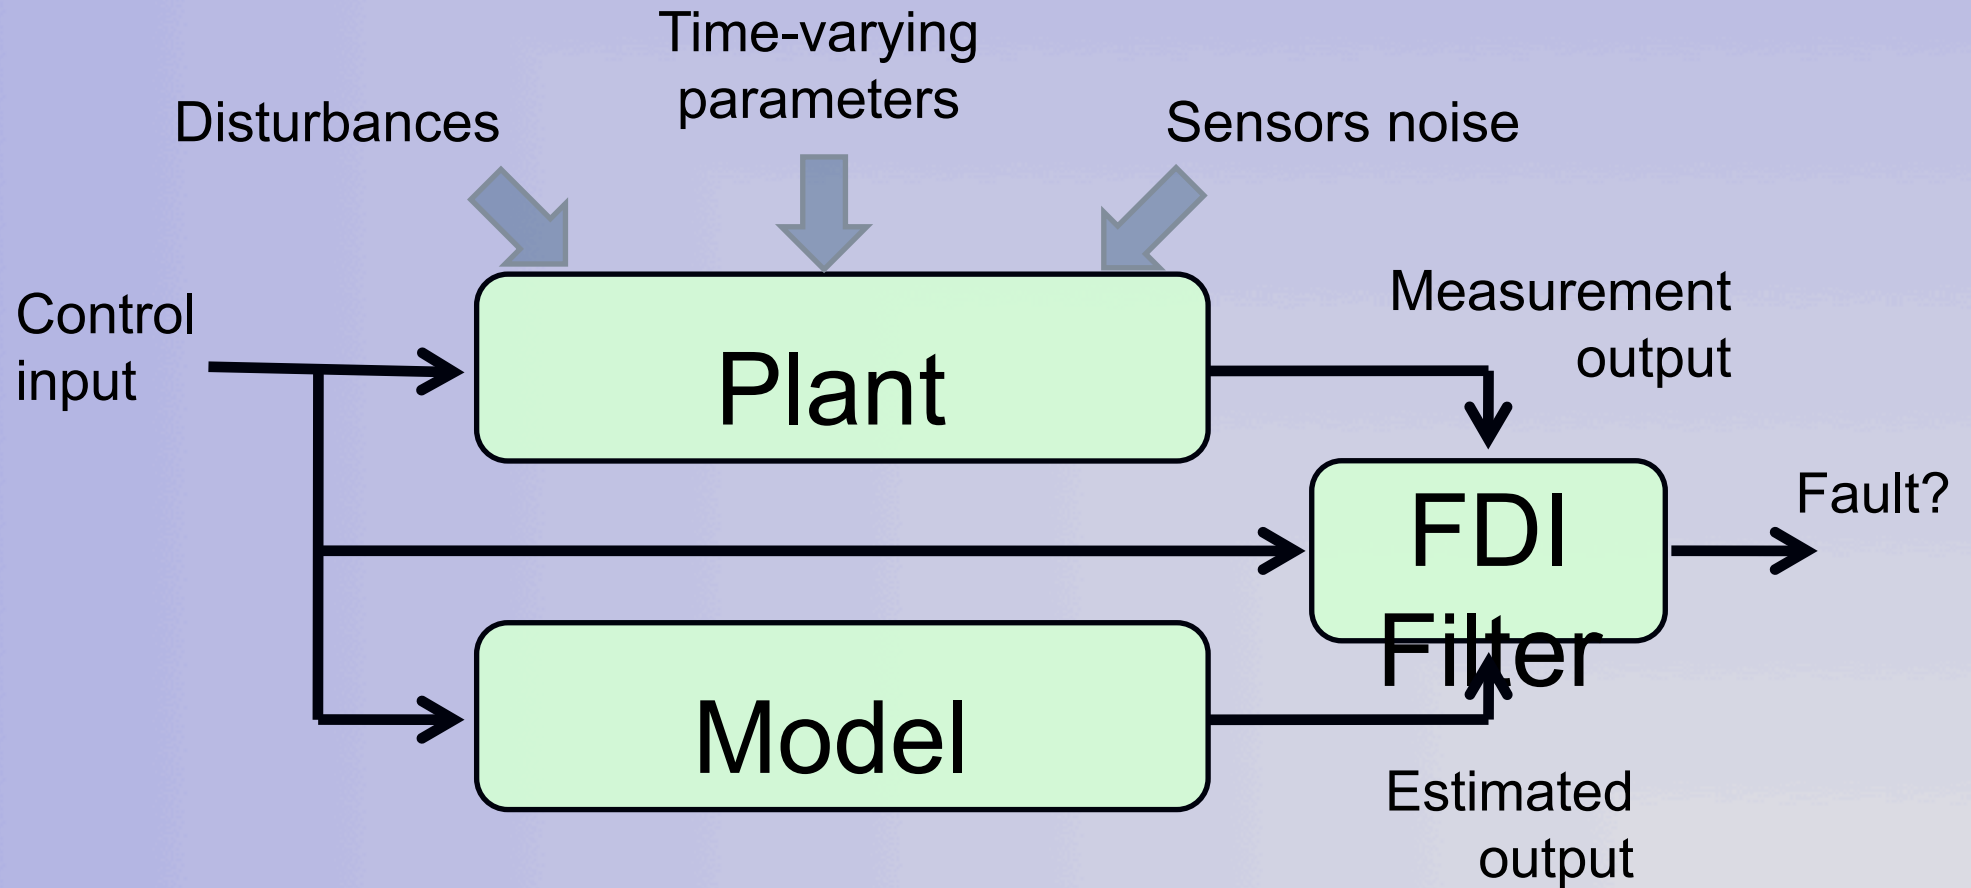 Time-varying
parameters
Disturbances
Sensors noise
Control
input
Measurement
output
Plant
Fault?
FDI
Filter
Model
Estimated
output